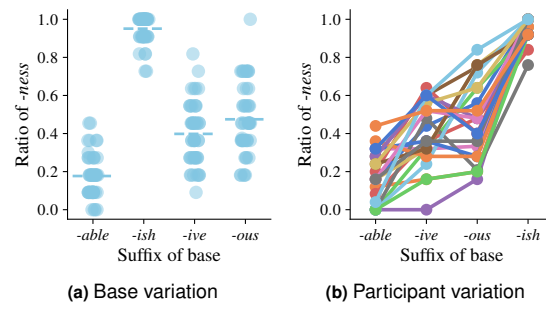 1.0
0.8
0.6
0.4
0.2
0.0
Ratio of -ness
-able -ish -ive -ous
Suffix of base
(a) Base variation
1.0
0.8
0.6
0.4
0.2
0.0
Ratio of -ness
-able -ive -ous -ish
Suffix of base
(b) Participant variation